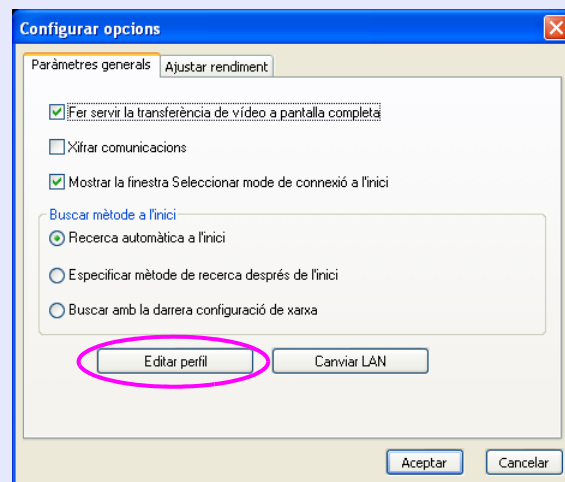 Configurar opcions
Paràmetres generals Ajustar rendiment
Fer servir la transferència de vídeo a pantalla completa
Xifrar comunicacions
Mostrar la finestra Seleccionar mode de connexió a l'inici
Buscar mètode a l'inici
Recerca automàtica a l'inici
Especificar mètode de recerca després de l'inici
Buscar amb la darrera configuració de xarxa
Editar perfil Canviar LAN
Aceptar Cancelar